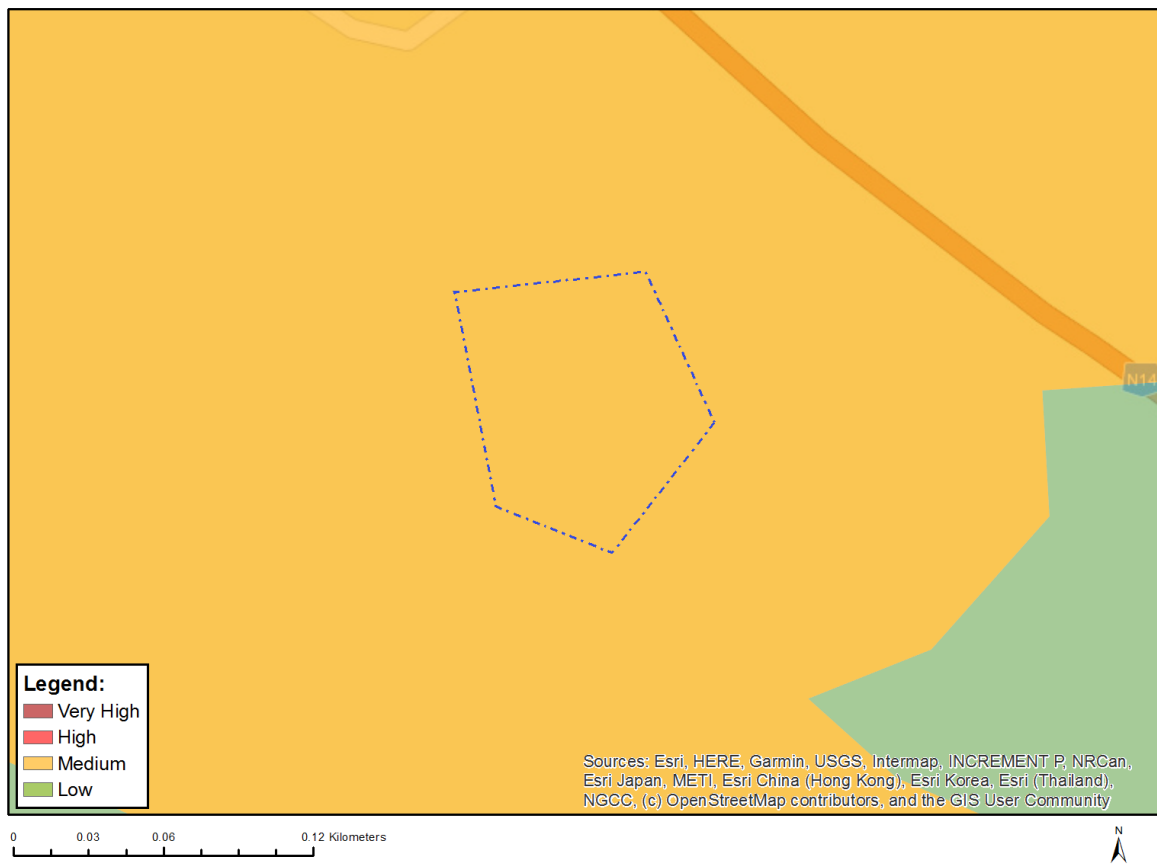 N14
Legend:
Very High
High
Medium
Low
Sources: Esri, HERE, Garmin, USGS, Intermap, INCREMENT P, NRCan,
Esri Japan, METI, Esri China (Hong Kong), Esri Korea, Esri (Thailand),
NGCC, (c) OpenStreetMap contributors, and the GIS User Community
0 0.03 0.06 0.12 Kilometers
N